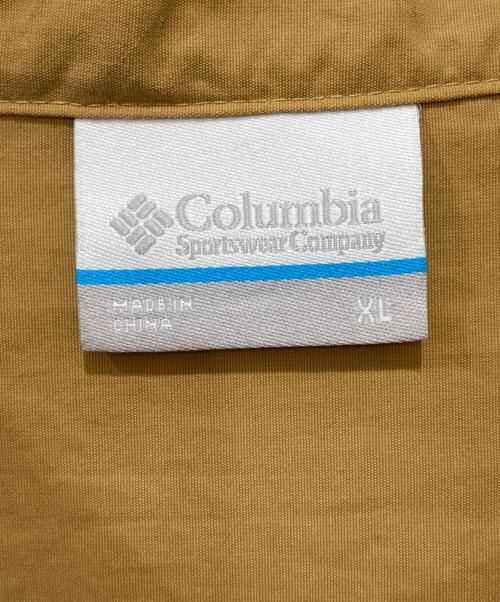 Columbia
Sportswear Company
MADE IN
CHINA
XL